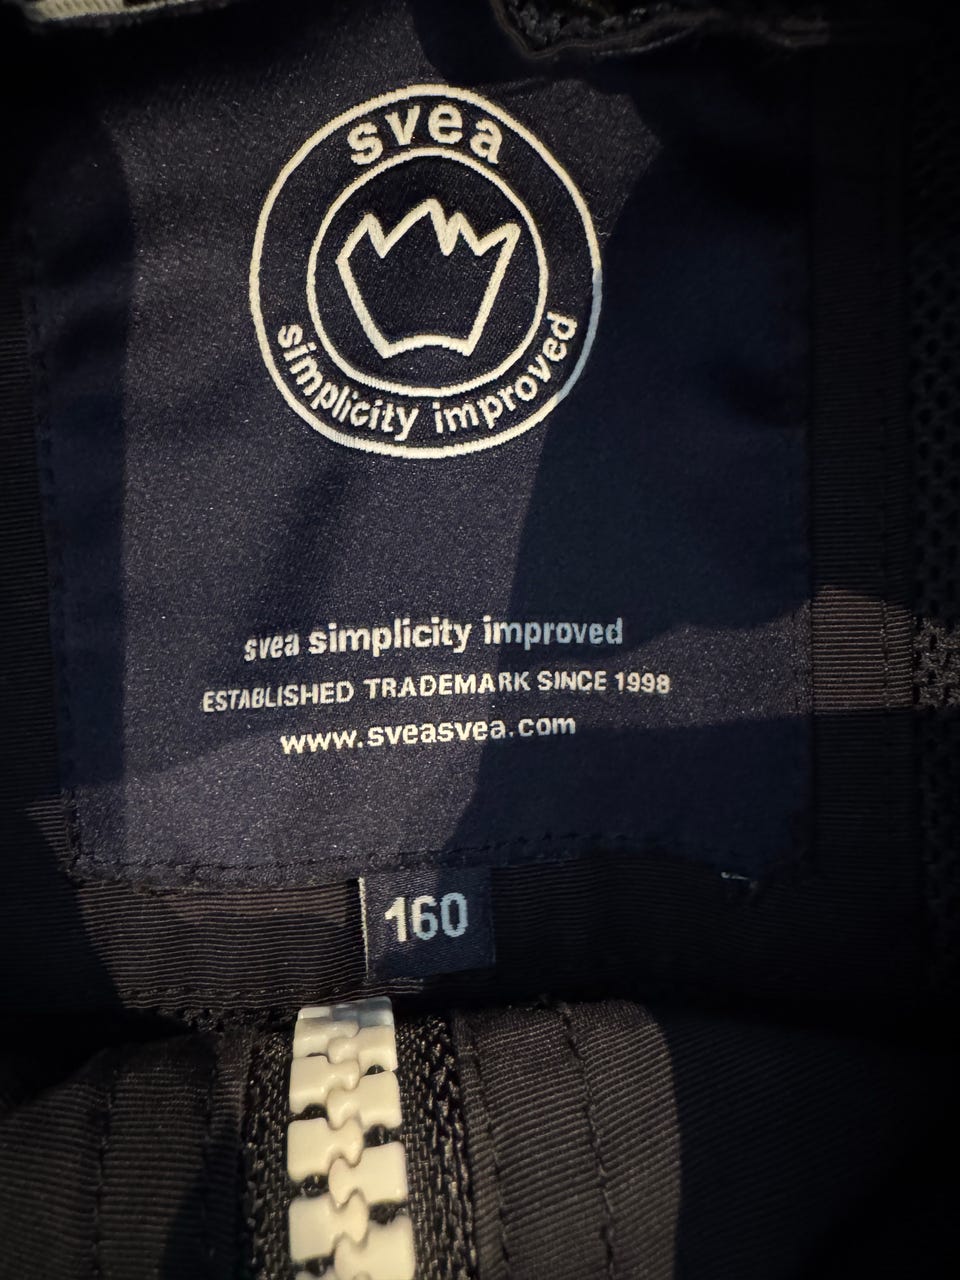 svea
simplicity improved
svea simplicity improved
ESTABLISHED TRADEMARK SINCE 1998
www.sveasvea.com
160